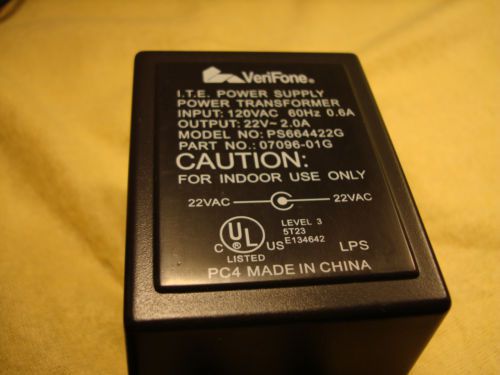 VeriFone®
I.T.E. POWER SUPPLY
POWER TRANSFORMER
INPUT: 120VAC 60Hz 0.6A
OUTPUT: 22V~ 2.0A
MODEL NO.: PS664422G
PART NO.: 07096-01G
CAUTION:
FOR INDOOR USE ONLY
22VAC 22VAC
C UL® US
LISTED
LEVEL 3
5T23
E134642
LPS
PC4 MADE IN CHINA